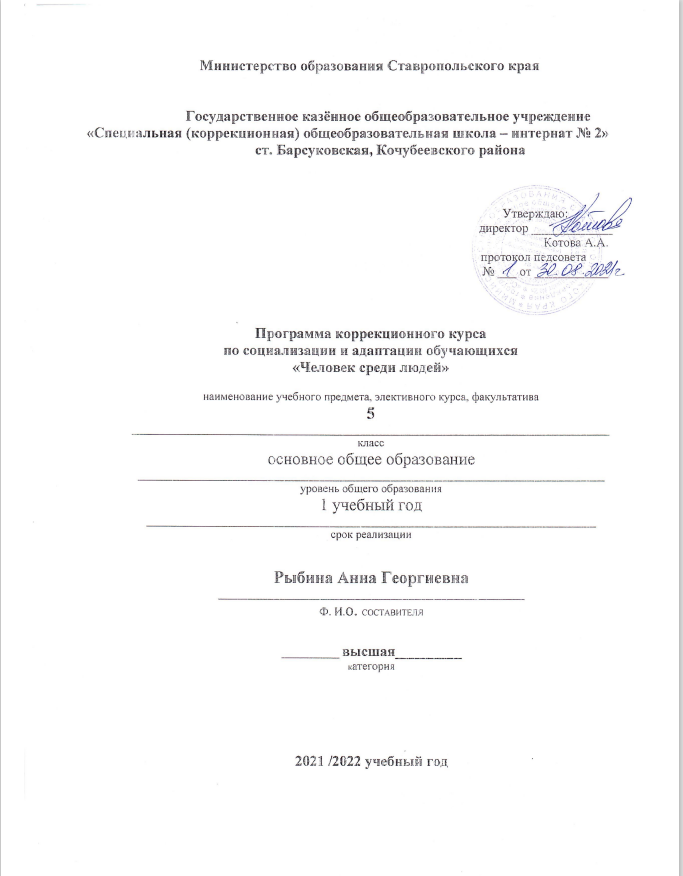 Министерство образования Ставропольского края
Государственное казённое общеобразовательное учреждение
«Специальная (коррекционная) общеобразовательная школа – интернат № 2»
ст. Барсуковская, Кочубеевского района
Утверждаю:
директор
Котова А.А.
протокол педсовета
№ 1 от 30.08.2021г
Программа коррекционного курса
по социализации и адаптации обучающихся
«Человек среди людей»
наименование учебного предмета, элективного курса, факультатива
5
класс
основное общее образование
уровень общего образования
1 учебный год
срок реализации
Рыбина Анна Георгиевна
Ф. И.О. СОСТАВИТЕЛЯ
высшая
категория
2021 /2022 учебный год